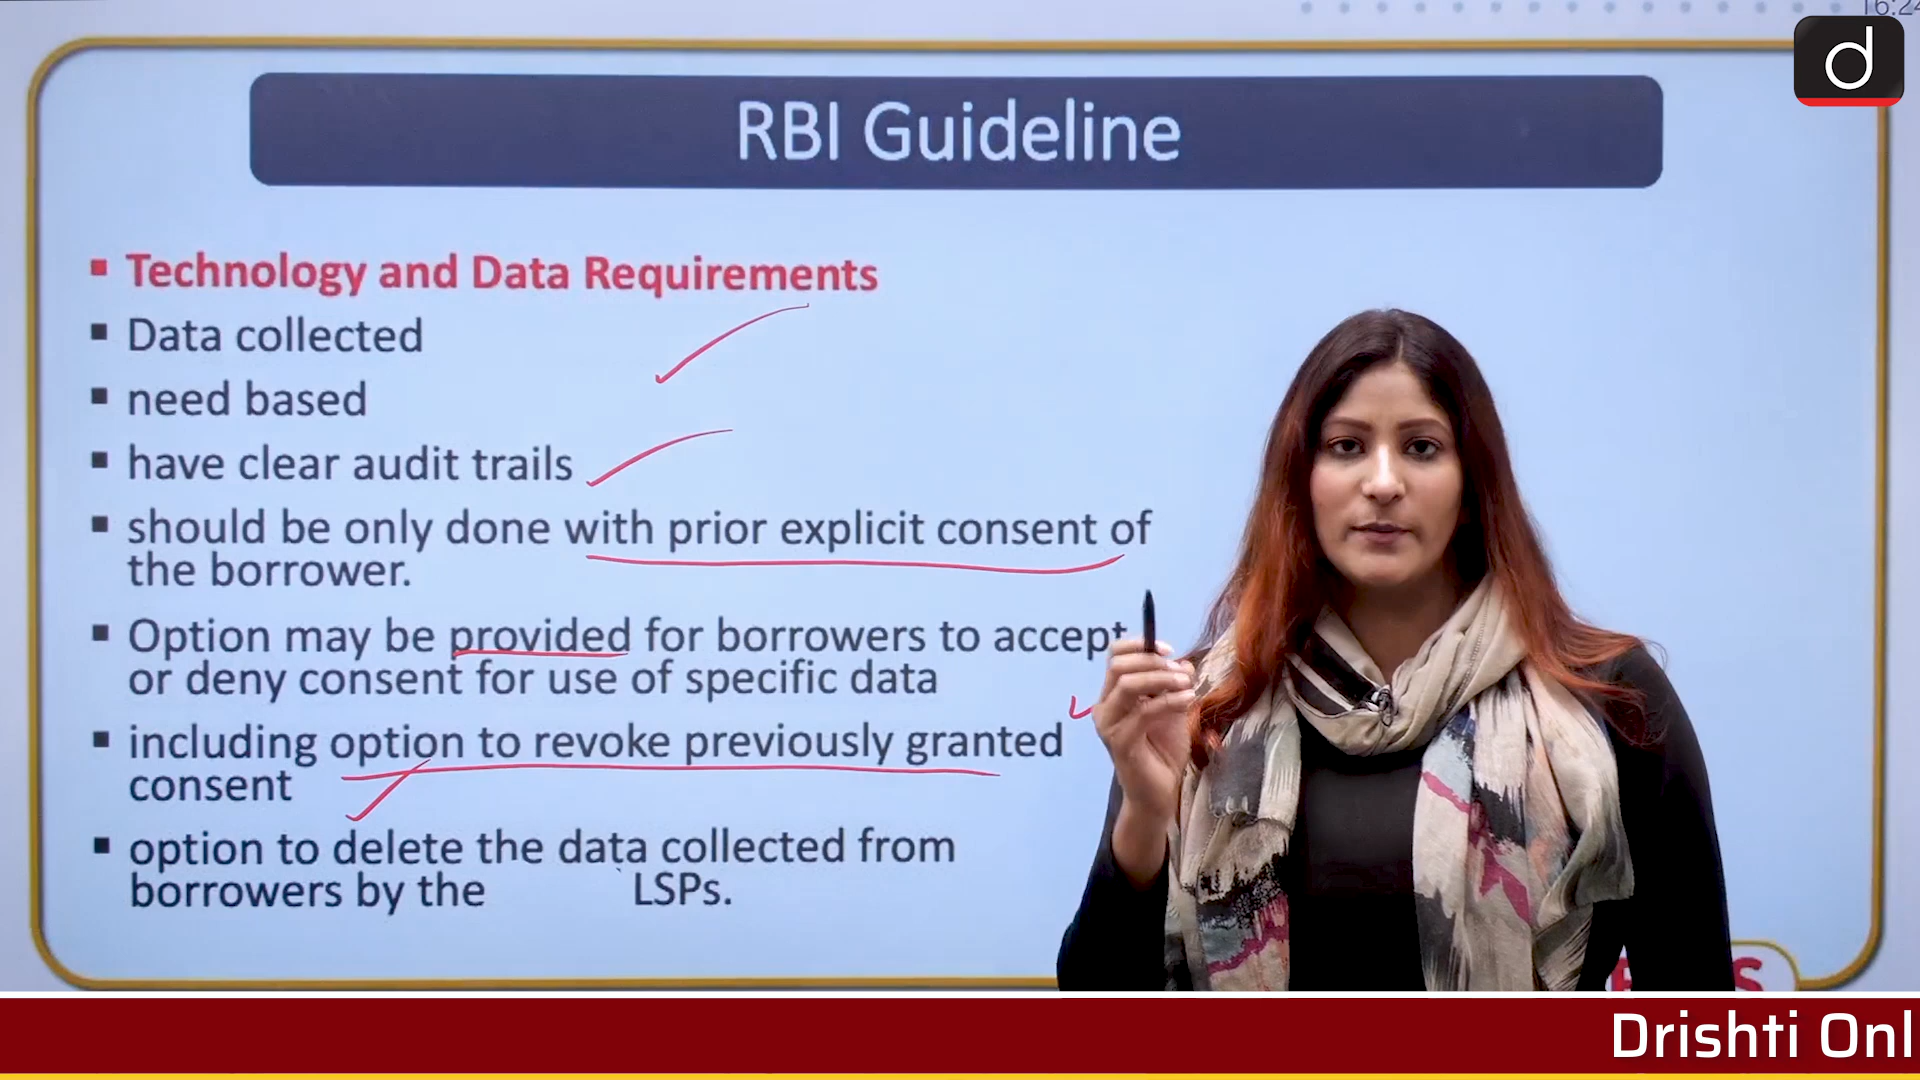 16:24
d
RBI Guideline
Technology and Data Requirements
Data collected
need based
have clear audit trails
should be only done with prior explicit consent of
the borrower.
Option may be provided for borrowers to accept
or deny consent for use of specific data
including option to revoke previously granted
consent
option to delete the data collected from
borrowers by the LSPs.
Drishti Onl